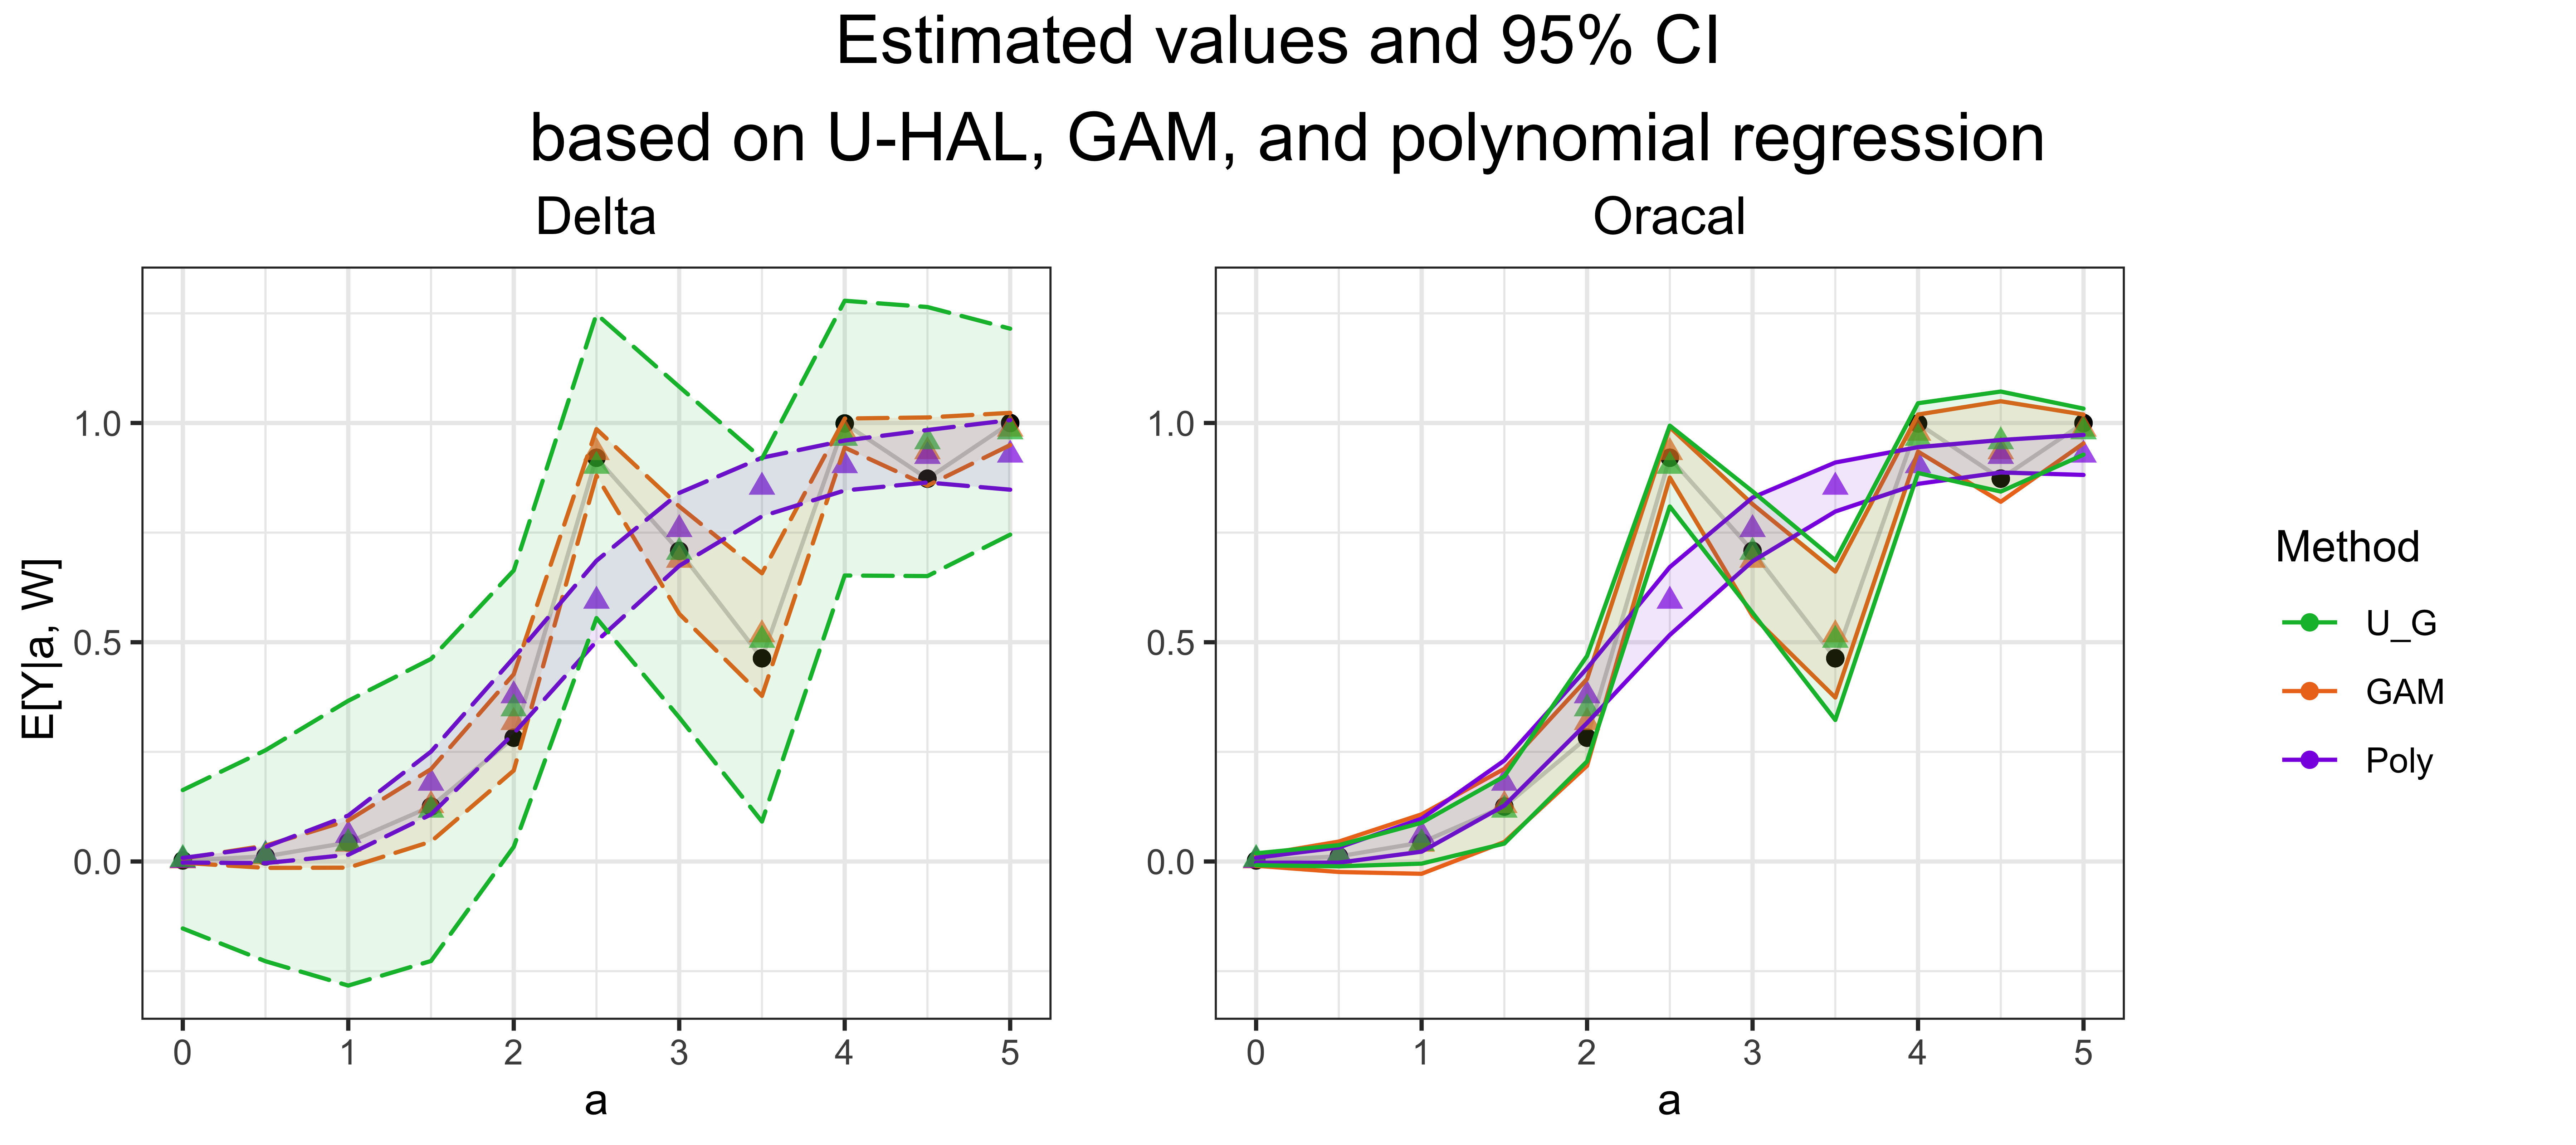 Estimated values and 95% CI
based on U-HAL, GAM, and polynomial regression
Delta
Oracal
E[Y|a, W]
1.0
0.5
0.0
0 1 2 3 4 5
a
1.0
0.5
0.0
0 1 2 3 4 5
a
Method
U_G
GAM
Poly